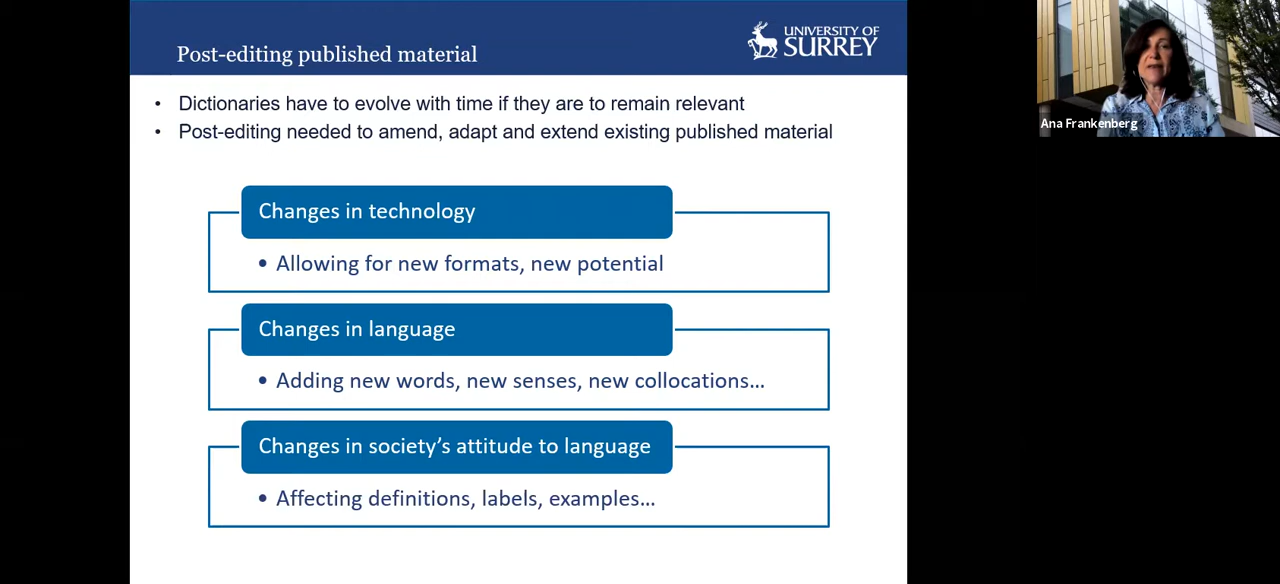 Post-editing published material
UNIVERSITY OF
SURREY
• Dictionaries have to evolve with time if they are to remain relevant
• Post-editing needed to amend, adapt and extend existing published material
Changes in technology
• Allowing for new formats, new potential
Changes in language
• Adding new words, new senses, new collocations…
Changes in society’s attitude to language
• Affecting definitions, labels, examples…
Ana Frankenberg